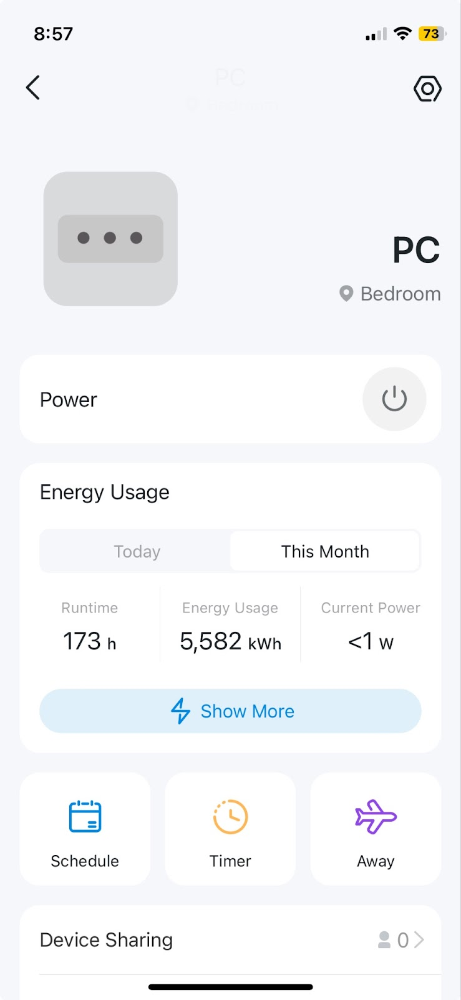 8:57
73
PC
Bedroom
PC
Bedroom
Power
Energy Usage
Today
This Month
Runtime
Energy Usage
Current Power
173 h
5,582 kWh
<1 W
Show More
Schedule
Timer
Away
Device Sharing
0